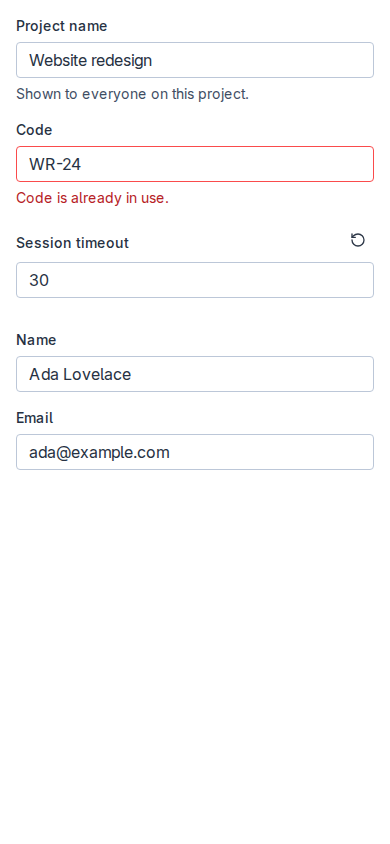 Project name
Website redesign
Shown to everyone on this project.
Code
WR-24
Code is already in use.
Session timeout
30
Name
Ada Lovelace
Email
ada@example.com